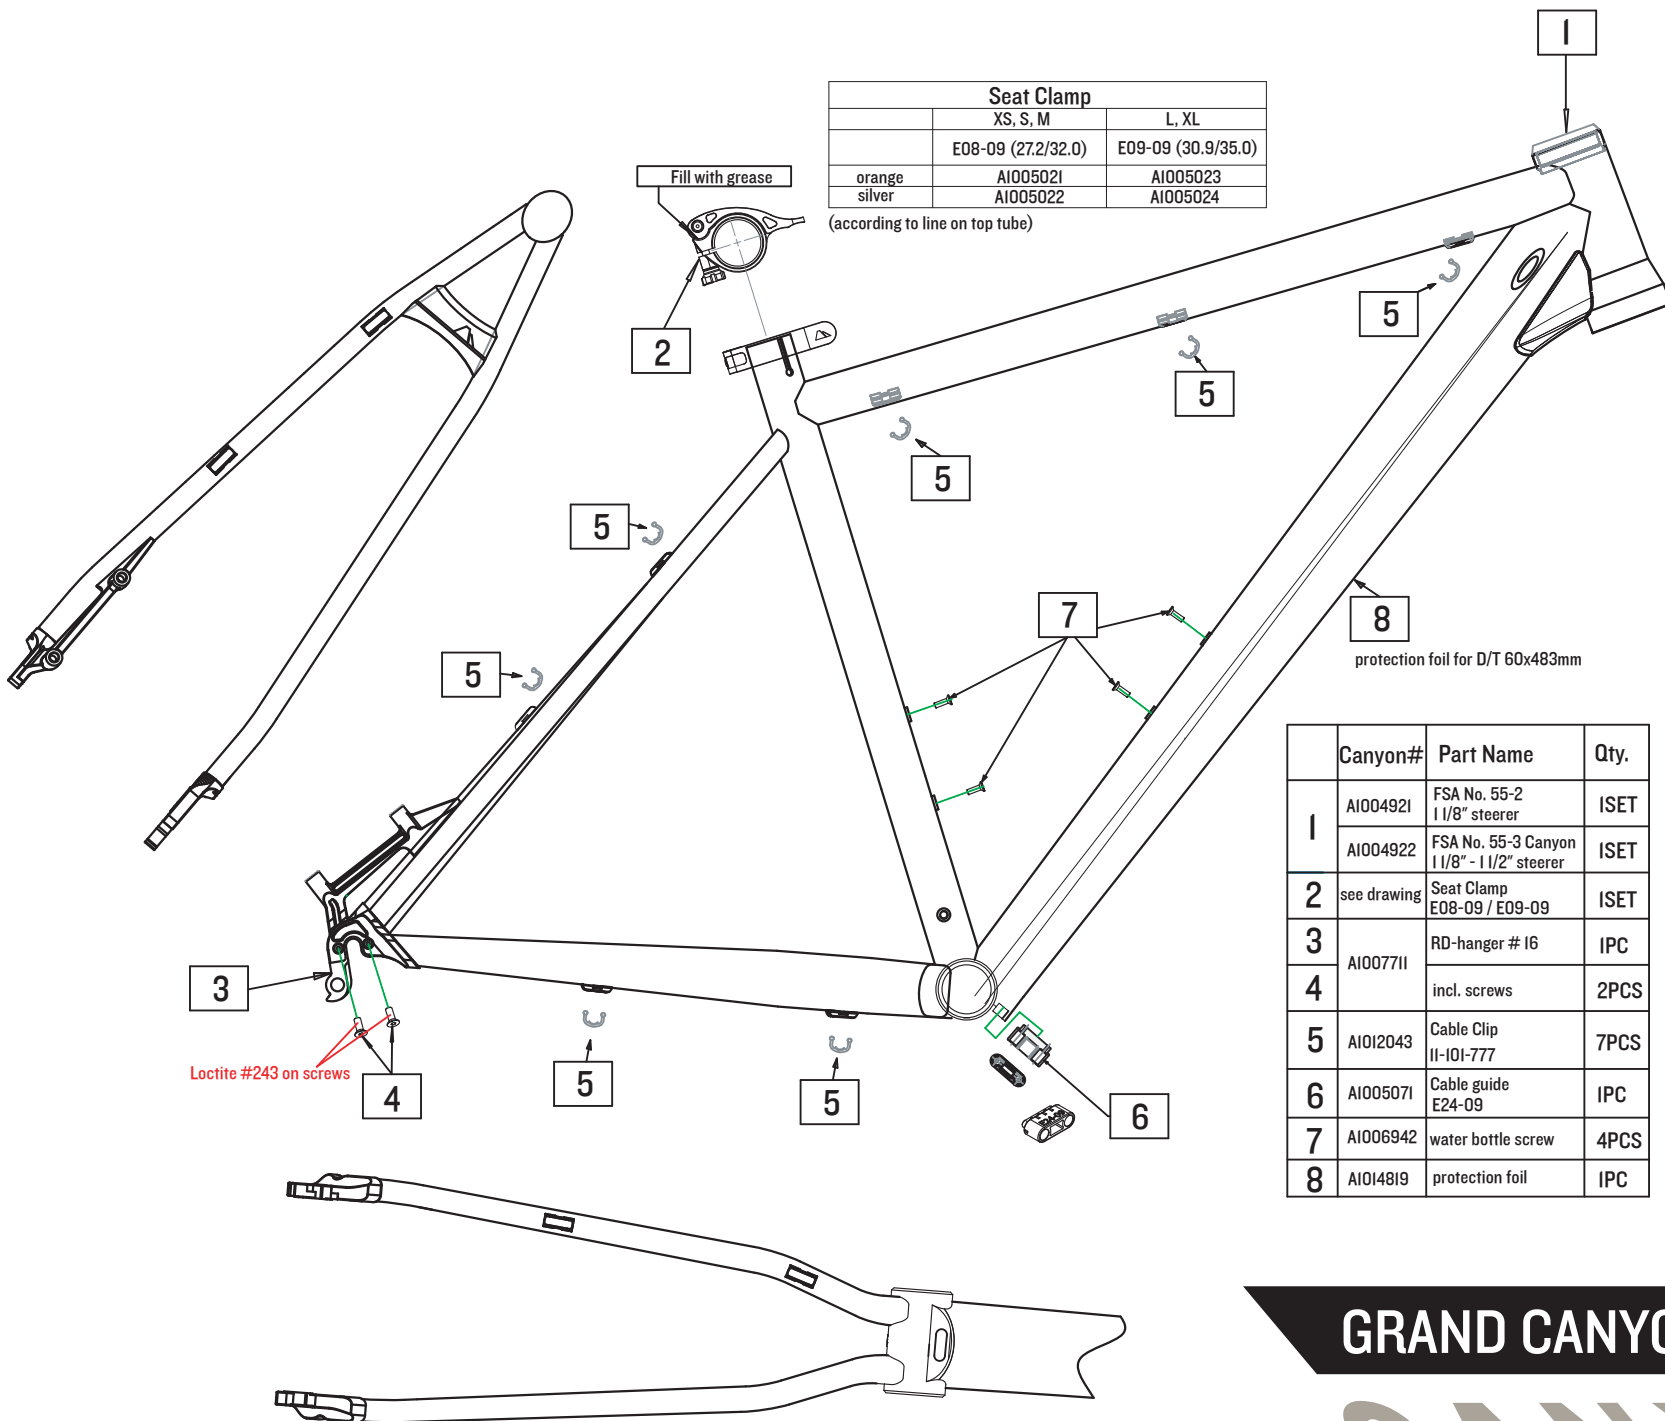 1
Seat Clamp
XS, S, M L, XL
E08-09 (27.2/32.0) E09-09 (30.9/35.0)
orange A1005021 A1005023
silver A1005022 A1005024
(according to line on top tube)
Fill with grease
2
5
5
5
5
5
7
8
protection foil for D/T 60x483mm
Canyon# Part Name Qty.
1 A1004921 FSA No. 55-2 1SET
1 1/8" steerer
A1004922 FSA No. 55-3 Canyon 1SET
1 1/8" - 1 1/2" steerer
2 see drawing Seat Clamp 1SET
E08-09 / E09-09
3 A1007711 RD-hanger # 16 1PC
4 incl. screws 2PCS
5 A1012043 Cable Clip 7PCS
11-101-777
6 A1005071 Cable guide 1PC
E24-09
7 A1006942 water bottle screw 4PCS
8 A1014819 protection foil 1PC
3
Loctite #243 on screws
4
5
5
6
GRAND CANYO